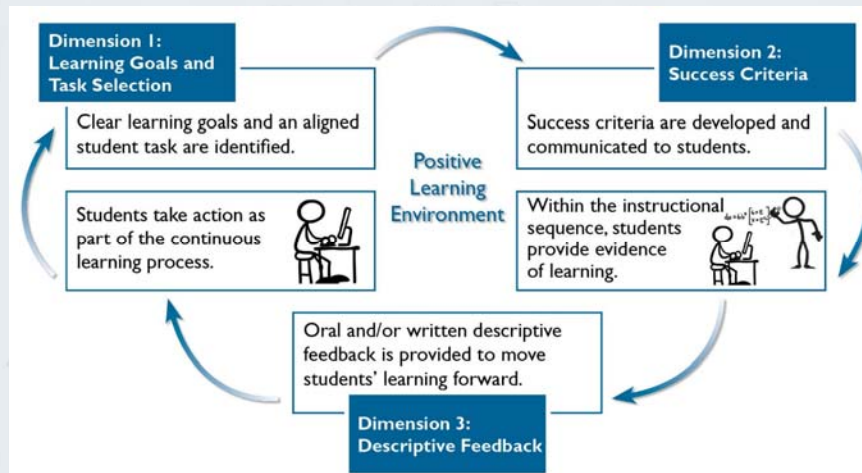 Dimension 1:
Learning Goals and
Task Selection
Clear learning goals and an aligned
student task are identified.
Dimension 2:
Success Criteria
Success criteria are developed and
communicated to students.
Positive
Learning
Environment
Within the instructional
sequence, students
provide evidence
of learning.
Oral and/or written descriptive
feedback is provided to move
students' learning forward.
Dimension 3:
Descriptive Feedback
Students take action as
part of the continuous
learning process.